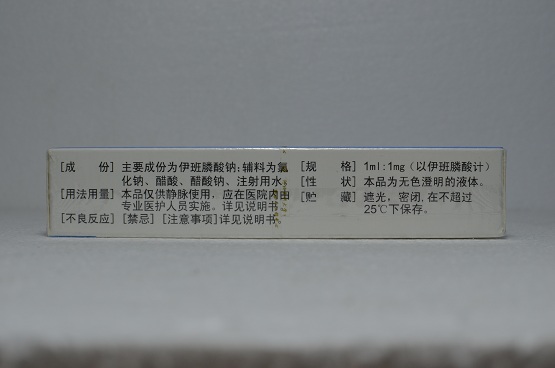 [成 份] 主要成份为伊班膦酸钠;辅料为氯
化钠、醋酸、醋酸钠、注射用水
[用法用量] 本品仅供静脉使用，应在医院内由
专业医护人员实施。详见说明书
[不良反应] [禁忌] [注意事项]详见说明书
[规 格] 1ml:1mg（以伊班膦酸计）
[性 状] 本品为无色澄明的液体。
[贮 藏] 遮光，密闭,在不超过
25℃下保存。